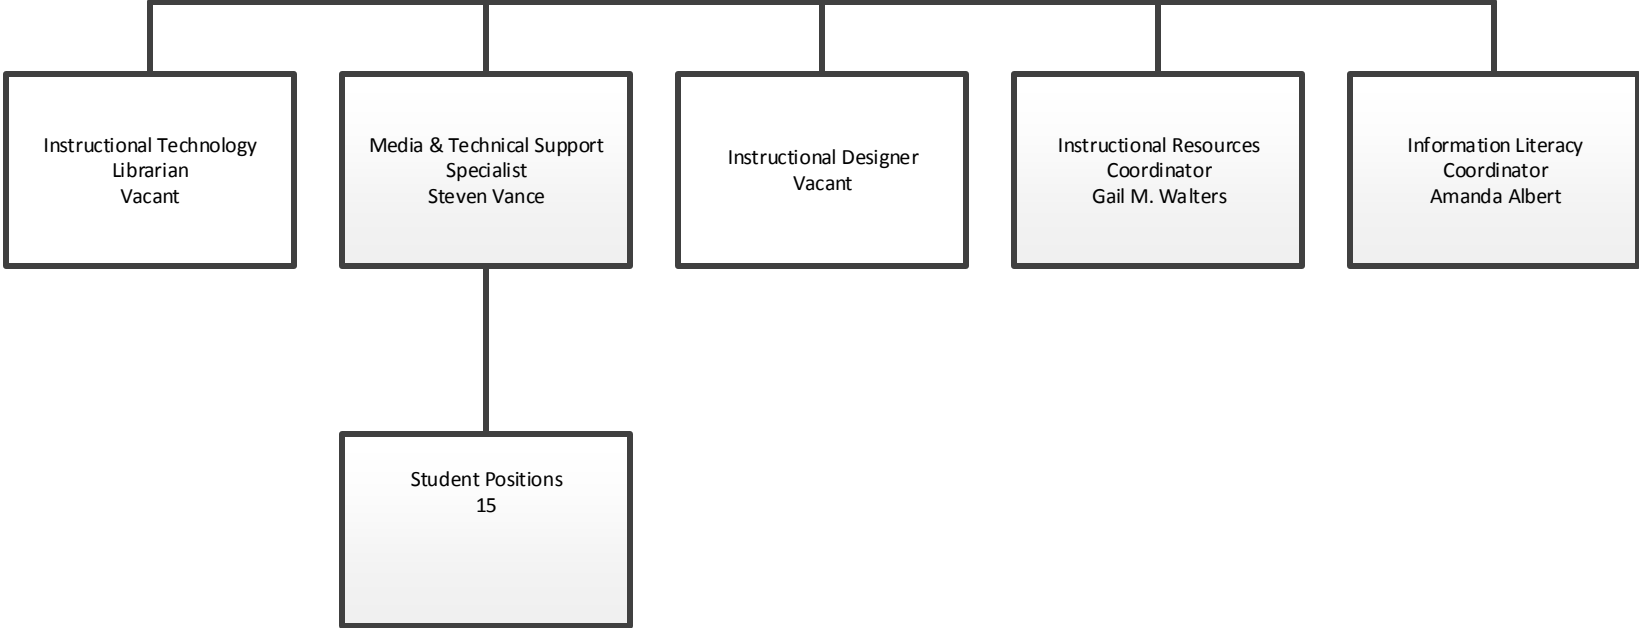 Instructional Technology
Librarian
Vacant
Media & Technical Support
Specialist
Steven Vance
Instructional Designer
Vacant
Instructional Resources
Coordinator
Gail M. Walters
Information Literacy
Coordinator
Amanda Albert
Student Positions
15